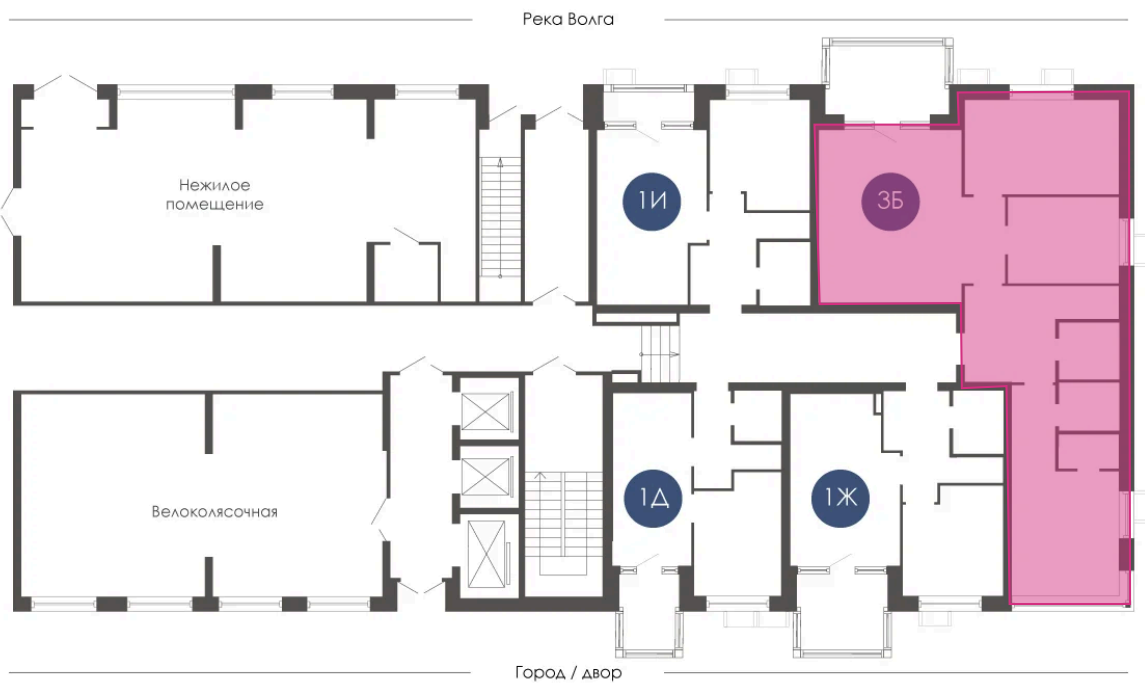 Река Волга
Нежилое
помещение
1И
3Б
Велоколясочная
1Д
1Ж
Город / двор